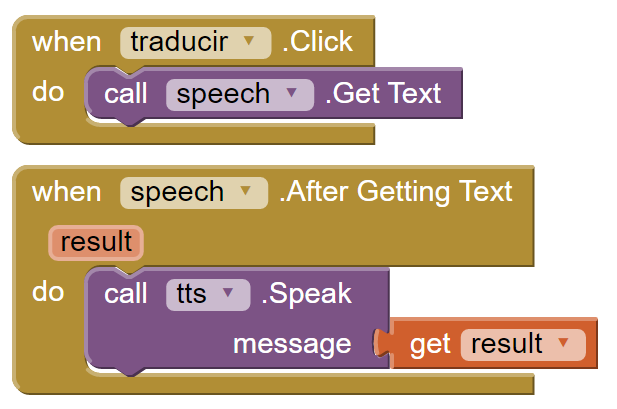 when traducir .Click
do call speech .Get Text
when speech .After Getting Text
result
do call tts .Speak
message get result